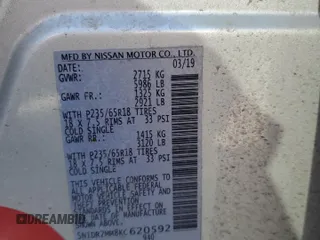 MFD BY NISSAN MOTOR CO., LTD.
DATE: 03/19
GVWR: 2715 KG
5986 LB
GAWR FR.: 1325 KG
2921 LB
WITH P235/65R18 TIRES
18 X 7.5 RIMS AT 33 PSI
COLD SINGLE
GAWR RR.: 1415 KG
3120 LB
WITH P235/65R18 TIRES
18 X 7.5 RIMS AT 33 PSI
COLD SINGLE
THIS VEHICLE CONFORMS TO
ALL APPLICABLE FEDERAL
MOTOR VEHICLE SAFETY
STANDARDS IN EFFECT ON
THE DATE OF MANUFACTURE
SHOWN ABOVE.
620592
DREAMBID